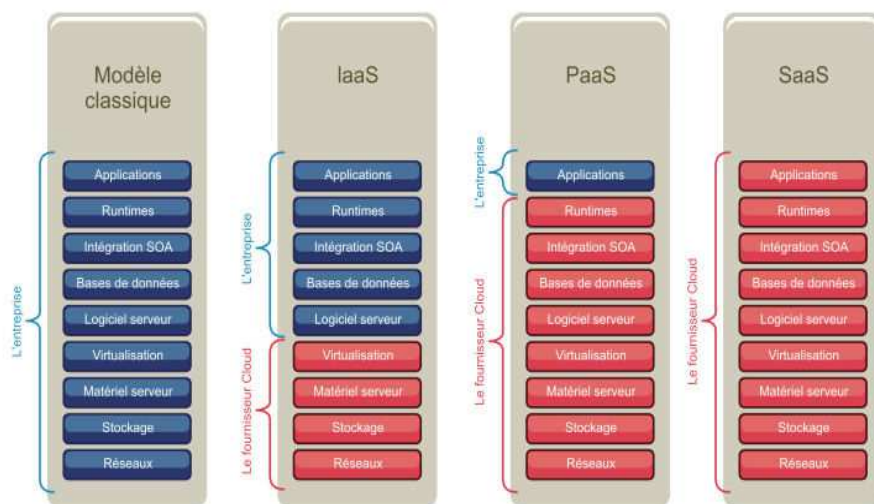 Modèle
classique
L'entreprise
Applications
Runtimes
Intégration SOA
Bases de données
Logiciel serveur
Virtualisation
Matériel serveur
Stockage
Réseaux
IaaS
L'entreprise
Applications
Runtimes
Intégration SOA
Bases de données
Logiciel serveur
Le fournisseur Cloud
Virtualisation
Matériel serveur
Stockage
Réseaux
PaaS
L'entreprise
Applications
Le fournisseur Cloud
Runtimes
Intégration SOA
Bases de données
Logiciel serveur
Virtualisation
Matériel serveur
Stockage
Réseaux
SaaS
Le fournisseur Cloud
Applications
Runtimes
Intégration SOA
Bases de données
Logiciel serveur
Virtualisation
Matériel serveur
Stockage
Réseaux